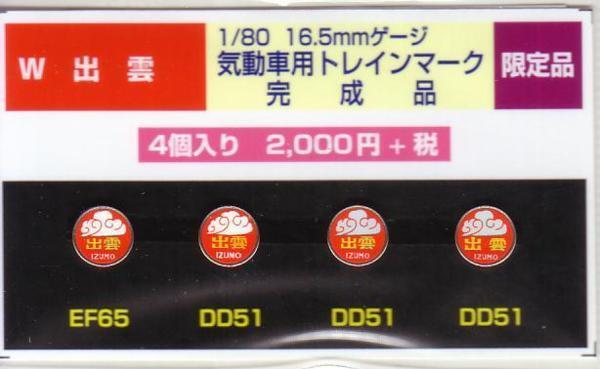 W 出雲
1/80 16.5mmゲージ
気動車用トレインマーク
完成品
限定品
4個入り 2,000円+税
出雲
IZUMO
出雲
IZUMO
出雲
IZUMO
出雲
IZUMO
EF65 DD51 DD51 DD51